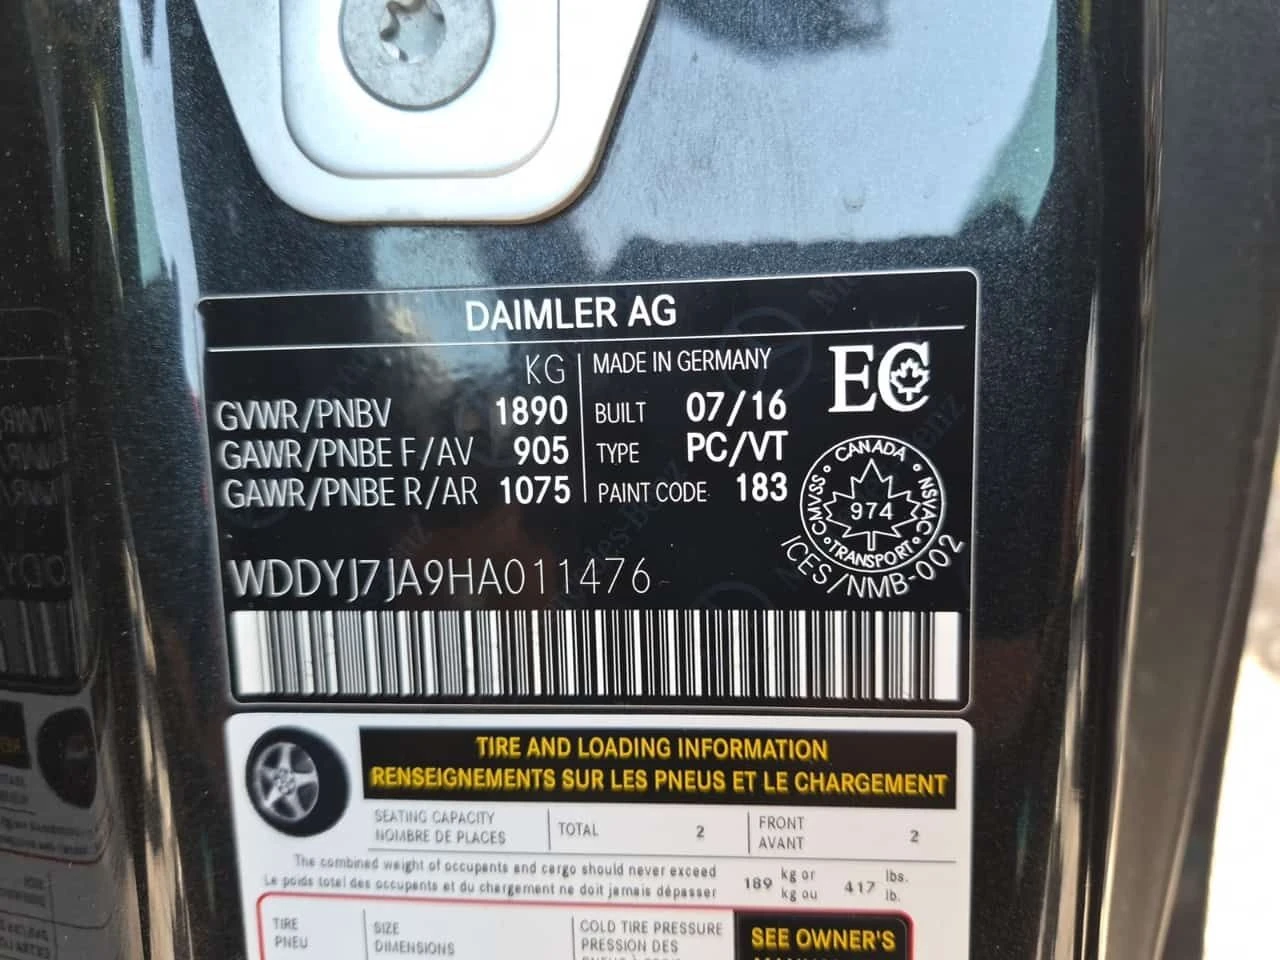 DAIMLER AG
KG
GVWR/PNBV 1890
GAWR/PNBE F/AV 905
GAWR/PNBE R/AR 1075
MADE IN GERMANY
BUILT 07/16
TYPE PC/VT
PAINT CODE: 183
EC
CANADA
CMVSS NSVAC
974
TRANSPORT
ICES/NMB-002
WDDYJ7JA9HA011476
TIRE AND LOADING INFORMATION
RENSEIGNEMENTS SUR LES PNEUS ET LE CHARGEMENT
SEATING CAPACITY
NOMBRE DE PLACES
TOTAL 2
FRONT
AVANT
2
The combined weight of occupants and cargo should never exceed
Le poids total des occupants et du chargement ne doit jamais dépasser
189 kg or
kg ou
417 lbs.
lb.
TIRE
PNEU
SIZE
DIMENSIONS
COLD TIRE PRESSURE
PRESSION DES
SEE OWNER'S